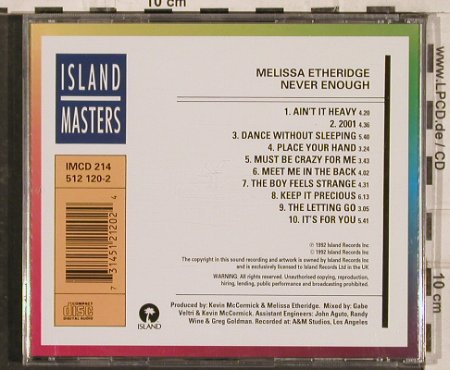 10 cm
ISLAND
MASTERS
IMCD 214
512 120-2
7 31451 21202 4
COMPACT
disc
DIGITAL AUDIO
MELISSA ETHERIDGE
NEVER ENOUGH
1. AIN'T IT HEAVY 4.20
2. 2001 4.36
3. DANCE WITHOUT SLEEPING 5.40
4. PLACE YOUR HAND 3.24
5. MUST BE CRAZY FOR ME 3.43
6. MEET ME IN THE BACK 4.02
7. THE BOY FEELS STRANGE 4.31
8. KEEP IT PRECIOUS 6.13
9. THE LETTING GO 3.05
10. IT'S FOR YOU 5.41
℗ 1992 Island Records Inc
© 1992 Island Records Inc
The copyright in this sound recording and artwork is owned by Island Records Inc
and is exclusively licensed to Island Records Ltd in the UK
WARNING: All rights reserved. Unauthorised copying, reproduction,
hiring, lending, public performance and broadcasting prohibited.
ISLAND
Produced by: Kevin McCormick & Melissa Etheridge. Mixed by: Gabe
Veltri & Kevin McCormick. Assistant Engineers: John Aguto, Randy
Wine & Greg Goldman. Recorded at: A&M Studios, Los Angeles
www.LPCD.de / CD
10 cm